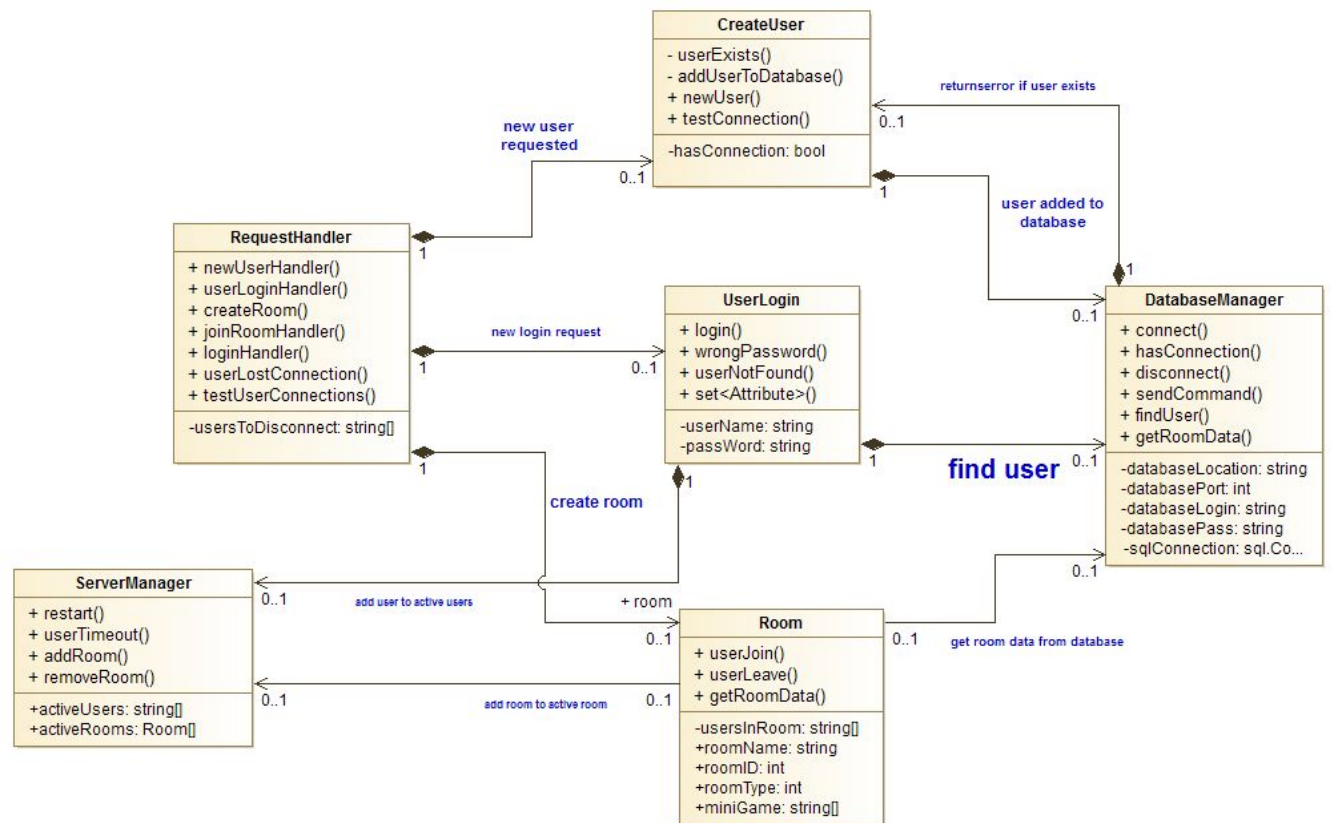 CreateUser
- userExists()
- addUserToDatabase()
+ newUser()
+ testConnection()
-hasConnection: bool
returnserror if user exists
0..1
new user
requested
0..1
1
user added to
database
RequestHandler
+ newUserHandler()
+ userLoginHandler()
+ createRoom()
+ joinRoomHandler()
+ loginHandler()
+ userLostConnection()
+ testUserConnections()
-usersToDisconnect: string[]
1
new login request
1
0..1
1
create room
UserLogin
+ login()
+ wrongPassword()
+ userNotFound()
+ set<Attribute>()
-userName: string
-passWord: string
1
find user
0..1
1
1
0..1
DatabaseManager
+ connect()
+ hasConnection()
+ disconnect()
+ sendCommand()
+ findUser()
+ getRoomData()
-databaseLocation: string
-databasePort: int
-databaseLogin: string
-databasePass: string
-sqlConnection: sql.Co...
0..1
ServerManager
+ restart()
+ userTimeout()
+ addRoom()
+ removeRoom()
+activeUsers: string[]
+activeRooms: Room[]
0..1
add user to active users
+ room
0..1
0..1
add room to active room
0..1
Room
+ userJoin()
+ userLeave()
+ getRoomData()
-usersInRoom: string[]
+roomName: string
+roomID: int
+roomType: int
+miniGame: string[]
0..1
get room data from database